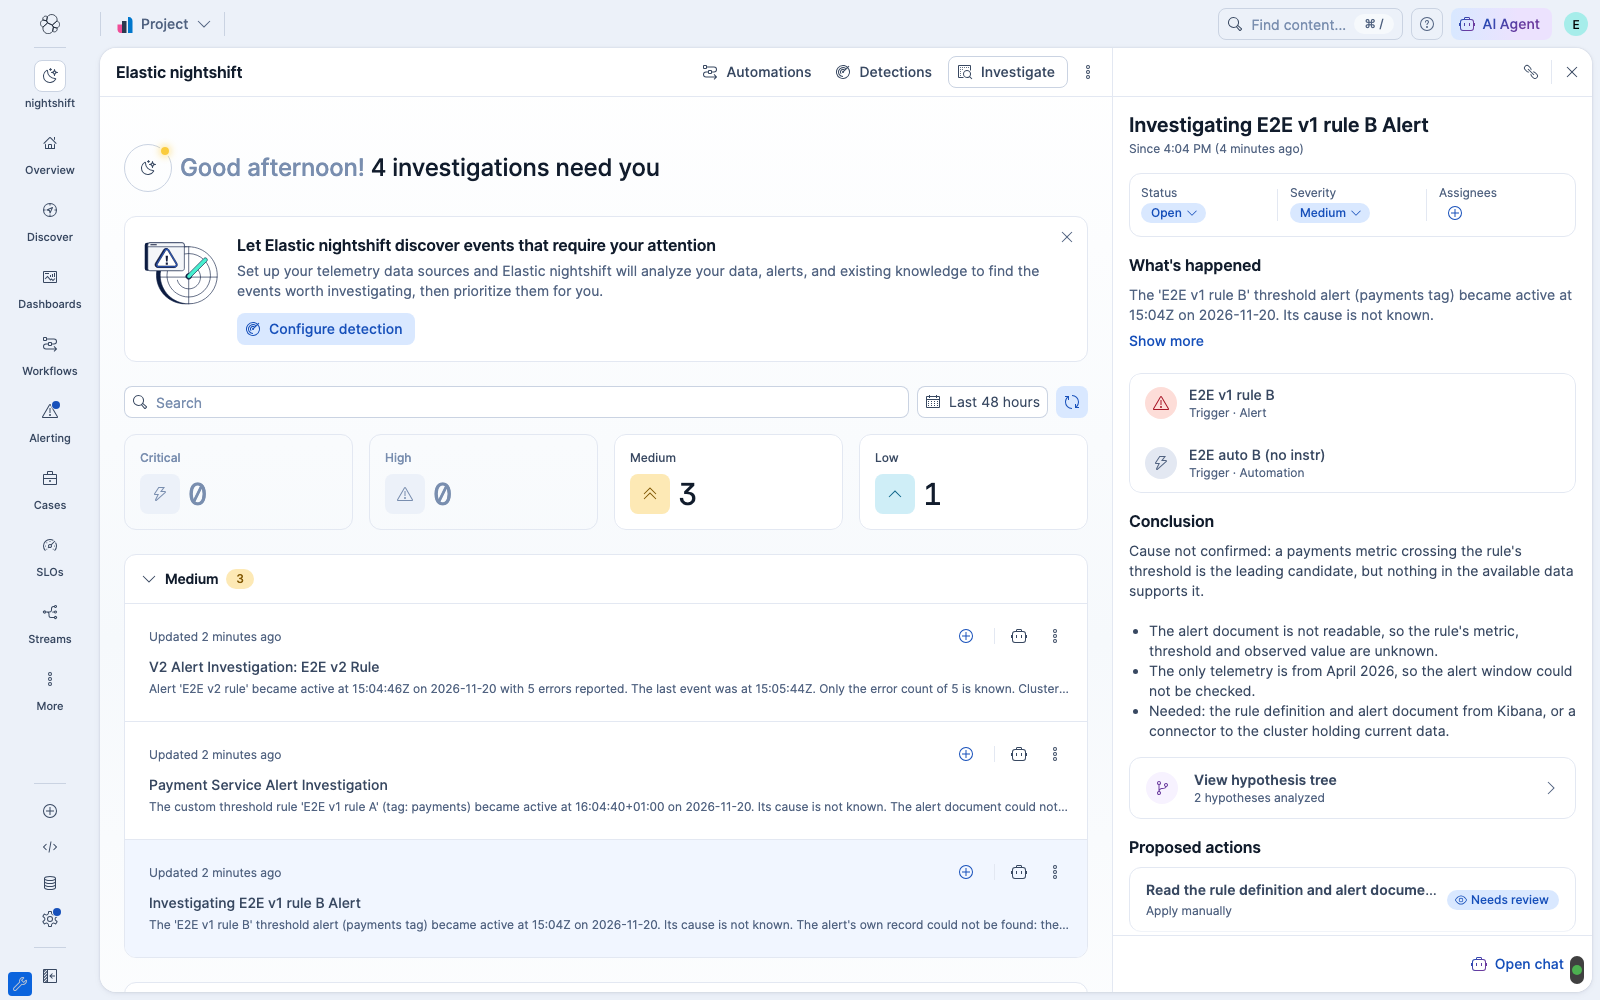 Project
Find content...
⌘ /
AI Agent
E
nightshift
Overview
Discover
Dashboards
Workflows
Alerting
Cases
SLOs
Streams
More
Elastic nightshift
Automations
Detections
Investigate
Good afternoon! 4 investigations need you
Let Elastic nightshift discover events that require your attention
Set up your telemetry data sources and Elastic nightshift will analyze your data, alerts, and existing knowledge to find the
events worth investigating, then prioritize them for you.
Configure detection
Search
Last 48 hours
Critical
0
High
0
Medium
3
Low
1
Medium 3
Updated 2 minutes ago
V2 Alert Investigation: E2E v2 Rule
Alert 'E2E v2 rule' became active at 15:04:46Z on 2026-11-20 with 5 errors reported. The last event was at 15:05:44Z. Only the error count of 5 is known. Cluster...
Updated 2 minutes ago
Payment Service Alert Investigation
The custom threshold rule 'E2E v1 rule A' (tag: payments) became active at 16:04:40+01:00 on 2026-11-20. Its cause is not known. The alert document could not...
Updated 2 minutes ago
Investigating E2E v1 rule B Alert
The 'E2E v1 rule B' threshold alert (payments tag) became active at 15:04Z on 2026-11-20. Its cause is not known. The alert's own record could not be found: the...
Investigating E2E v1 rule B Alert
Since 4:04 PM (4 minutes ago)
Status
Open
Severity
Medium
Assignees
What's happened
The 'E2E v1 rule B' threshold alert (payments tag) became active at
15:04Z on 2026-11-20. Its cause is not known.
Show more
E2E v1 rule B
Trigger · Alert
E2E auto B (no instr)
Trigger · Automation
Conclusion
Cause not confirmed: a payments metric crossing the rule's
threshold is the leading candidate, but nothing in the available data
supports it.
• The alert document is not readable, so the rule's metric,
threshold and observed value are unknown.
• The only telemetry is from April 2026, so the alert window could
not be checked.
• Needed: the rule definition and alert document from Kibana, or a
connector to the cluster holding current data.
View hypothesis tree
2 hypotheses analyzed
Proposed actions
Read the rule definition and alert docume...
Apply manually
Needs review
Open chat